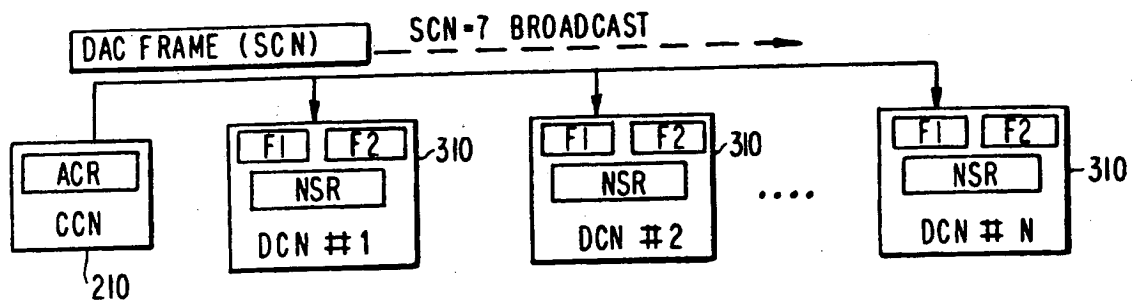 DAC FRAME (SCN)
SCN=7 BROADCAST
ACR
CCN
210
F1 F2
NSR
DCN #1
310
F1 F2
NSR
DCN #2
310
....
F1 F2
NSR
DCN # N
310